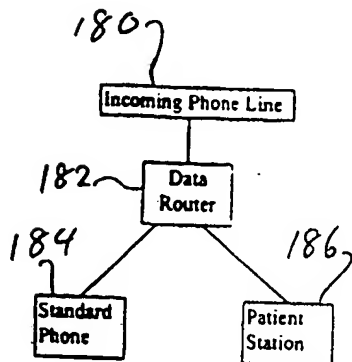 180
Incoming Phone Line
182
Data
Router
184
186
Standard
Phone
Patient
Station